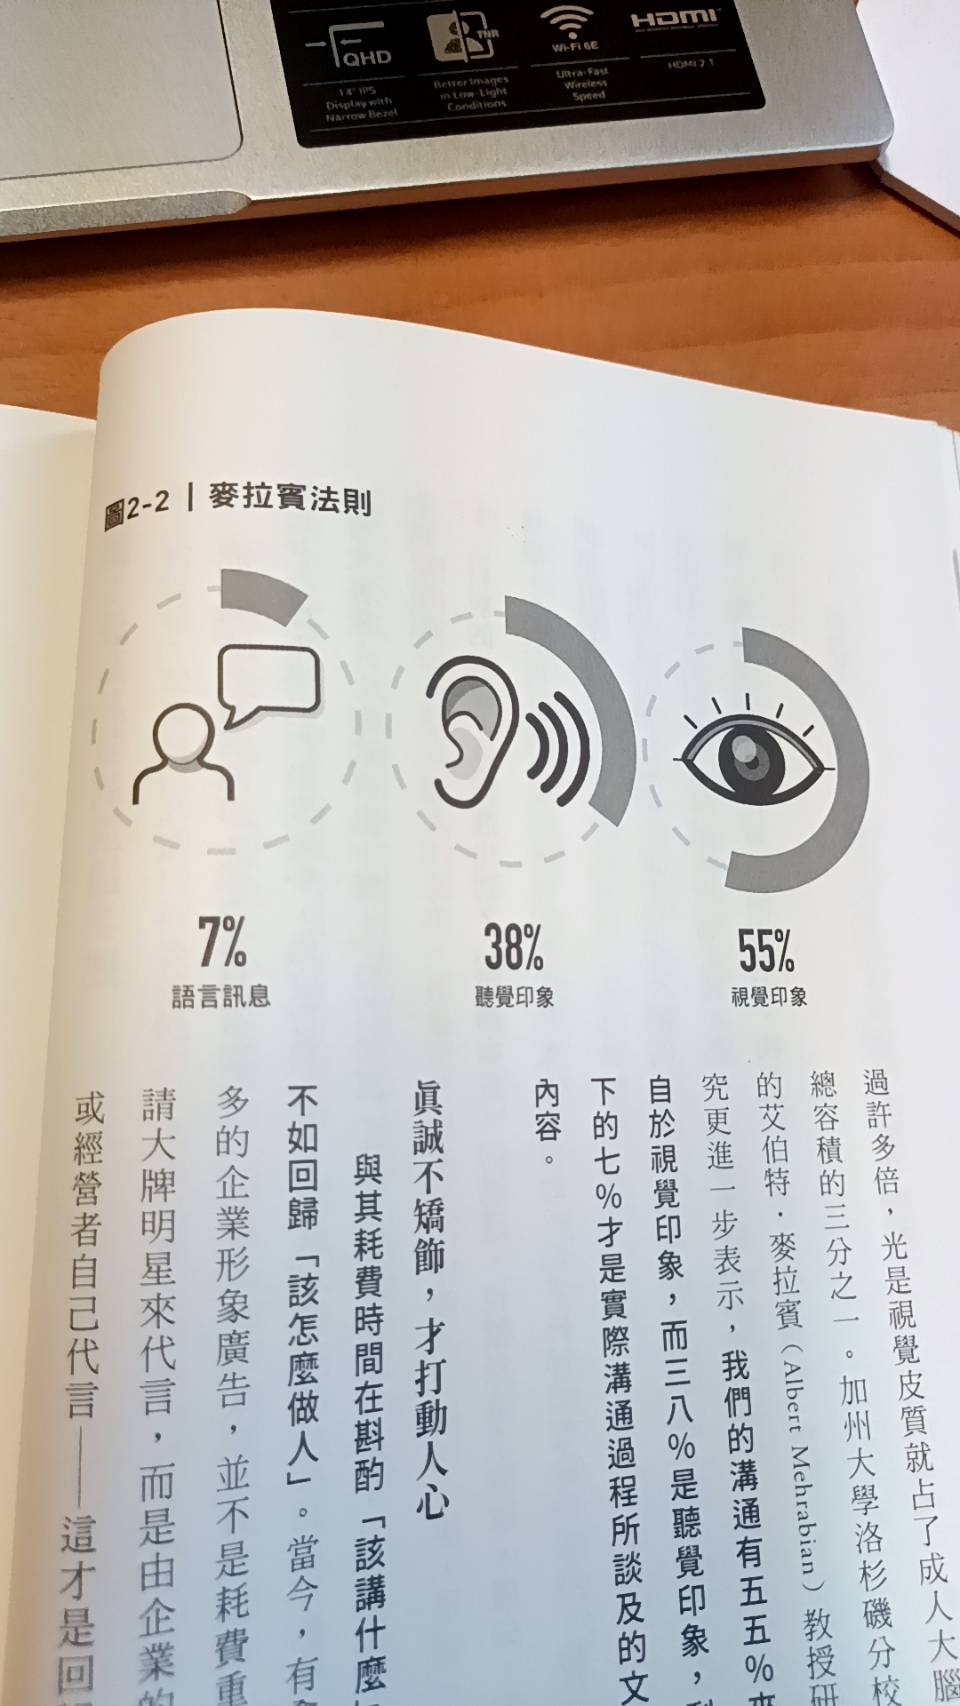 QHD
14" IPS
Display with
Narrow Bezel
TNR
Better Images
in Low-Light
Conditions
Wi-Fi 6E
Ultra-Fast
Wireless
Speed
HDMI
HDMI 2.1
圖2-2 | 麥拉賓法則
7%
語言訊息
38%
聽覺印象
55%
視覺印象
過許多倍，光是視覺皮質就占了成人大腦
總容積的三分之一。加州大學洛杉磯分校
的艾伯特．麥拉賓（Albert Mehrabian）教授研
究更進一步表示，我們的溝通有五五%來
自於視覺印象，而三八%是聽覺印象，
下的七%才是實際溝通過程所談及的文
內容。
真誠不矯飾，才打動人心
與其耗費時間在斟酌「該講什麼
不如回歸「該怎麼做人」。當今，有
多的企業形象廣告，並不是耗費重
請大牌明星來代言，而是由企業的
或經營者自己代言——這才是回